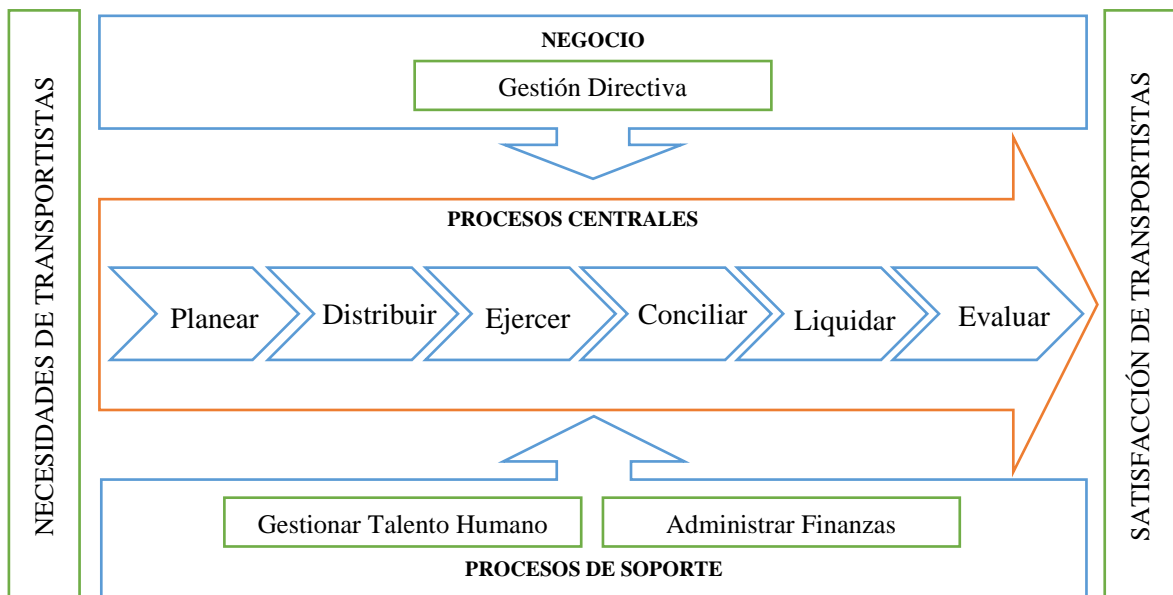 NECESIDADES DE TRANSPORTISTAS
NEGOCIO
Gestión Directiva
PROCESOS CENTRALES
Planear
Distribuir
Ejercer
Conciliar
Liquidar
Evaluar
Gestionar Talento Humano
Administrar Finanzas
PROCESOS DE SOPORTE
SATISFACCIÓN DE TRANSPORTISTAS